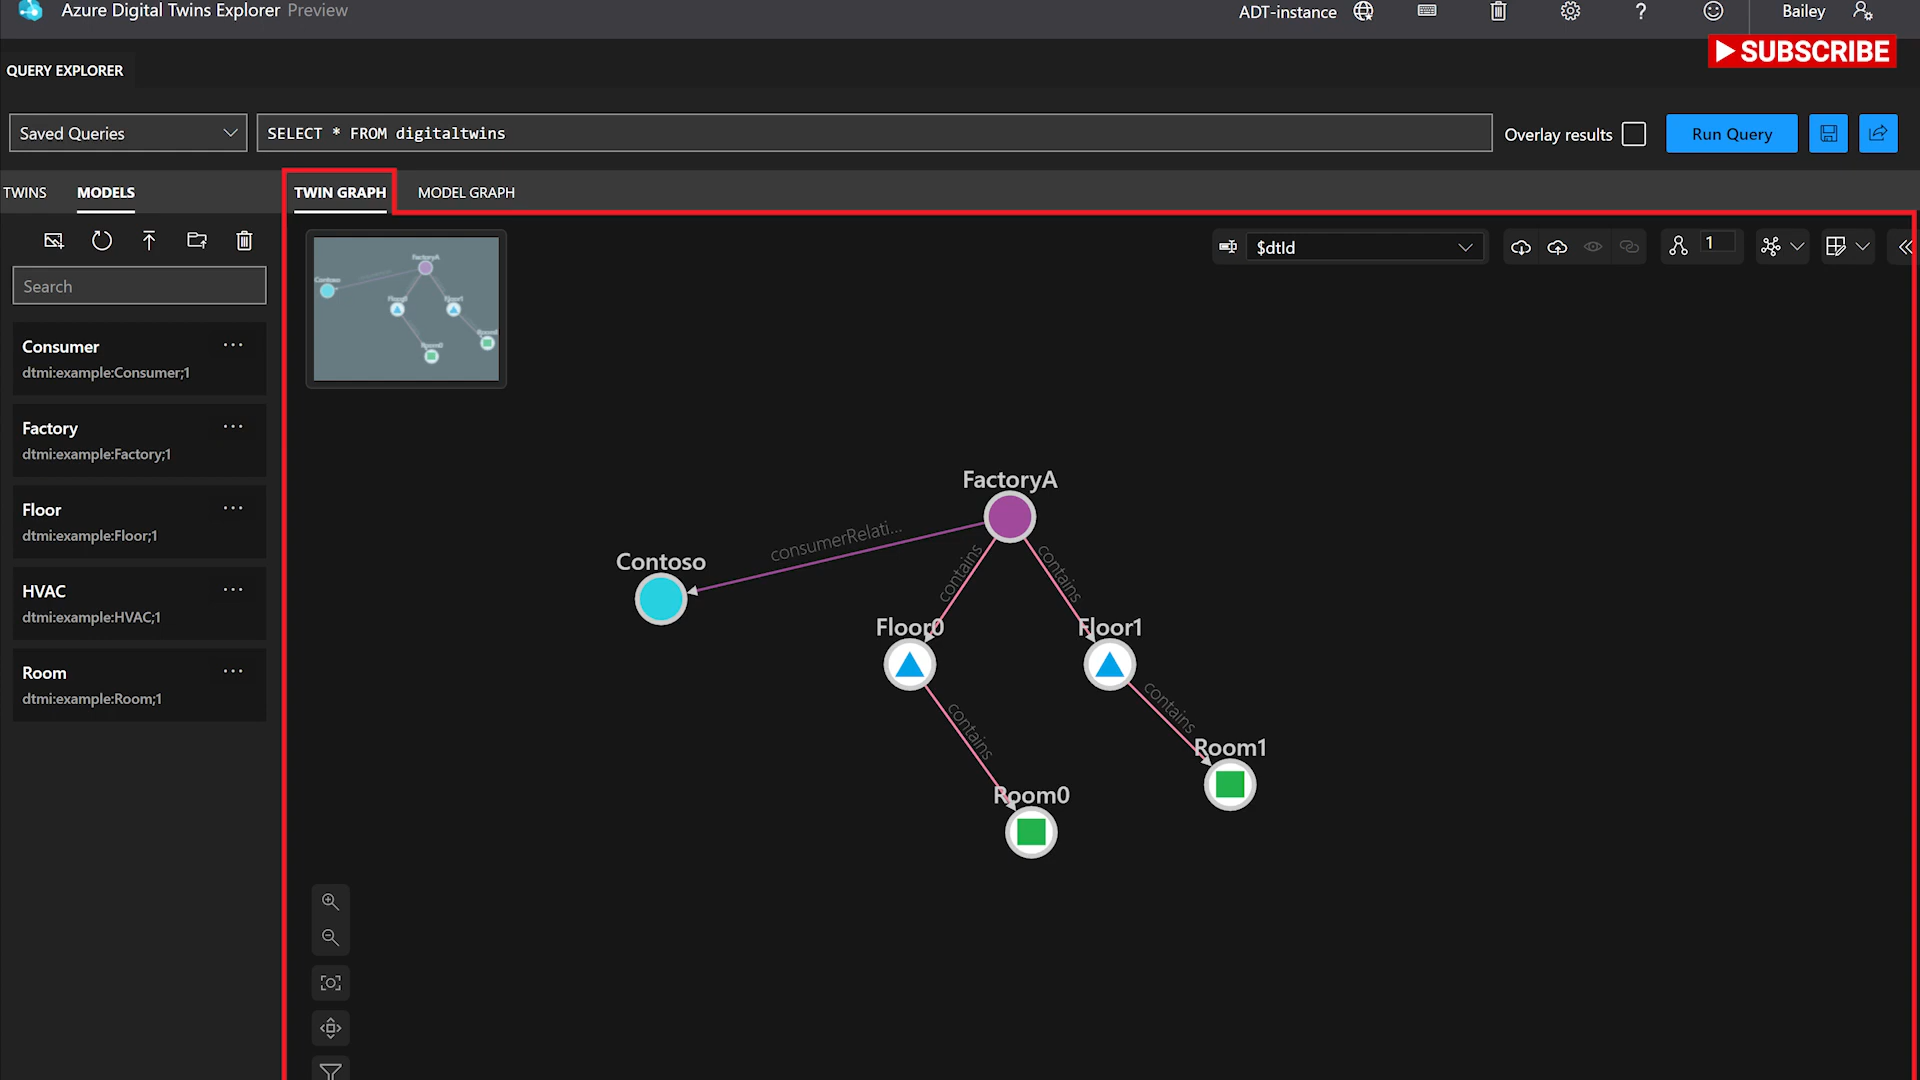 Azure Digital Twins Explorer Preview
ADT-instance
Bailey
SUBSCRIBE
QUERY EXPLORER
Saved Queries
SELECT * FROM digitaltwins
Overlay results
Run Query
TWINS
MODELS
TWIN GRAPH
MODEL GRAPH
$dtId
1
Search
Consumer
dtmi:example:Consumer;1
Factory
dtmi:example:Factory;1
Floor
dtmi:example:Floor;1
HVAC
dtmi:example:HVAC;1
Room
dtmi:example:Room;1
FactoryA
Contoso
consumerRelati...
contains
contains
Floor0
Floor1
contains
contains
Room1
Room0